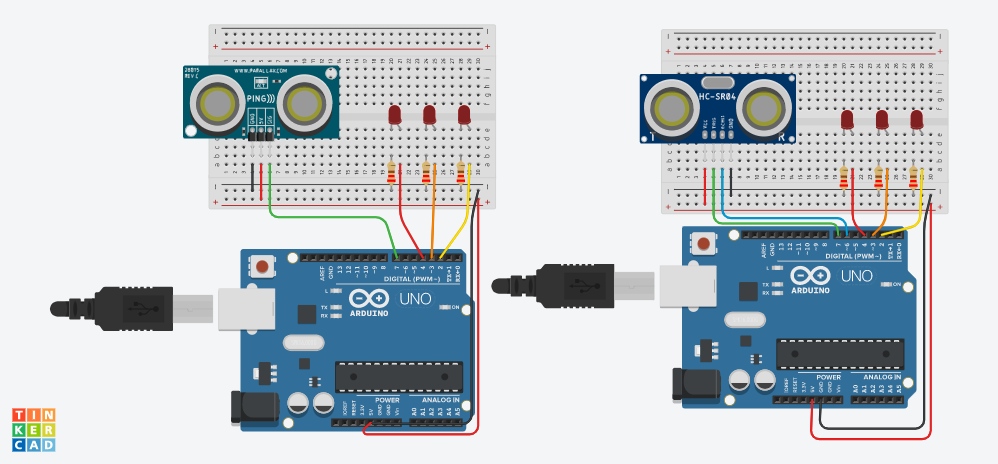 28015
REV C
WWW.PARALLAX.COM
PING)))
GND
5V
SIG
AREF
GND
13
12
~11
~10
~9
8
7
~6
~5
4
~3
2
TX→1
RX←0
DIGITAL (PWM~)
L
TX
RX
UNO
ARDUINO
ON
POWER
ANALOG IN
IOREF
RESET
3.3V
5V
GND
GND
Vin
A0
A1
A2
A3
A4
A5
HC-SR04
VCC
TRIG
ECHO
GND
T
R
AREF
GND
13
12
~11
~10
~9
8
7
~6
~5
4
~3
2
TX→1
RX←0
DIGITAL (PWM~)
L
TX
RX
UNO
ARDUINO
ON
POWER
ANALOG IN
IOREF
RESET
3.3V
5V
GND
GND
Vin
A0
A1
A2
A3
A4
A5
TIN
KER
CAD